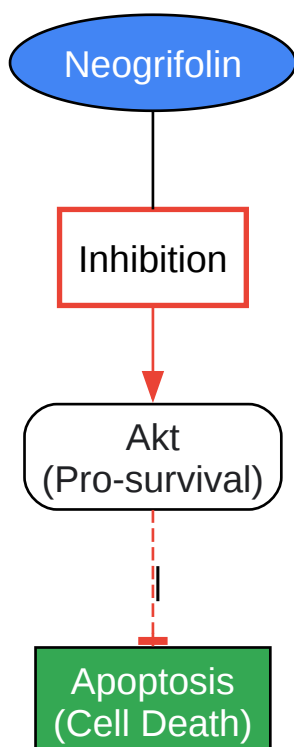 Neogrifolin
Inhibition
Akt
(Pro-survival)
|
Apoptosis
(Cell Death)